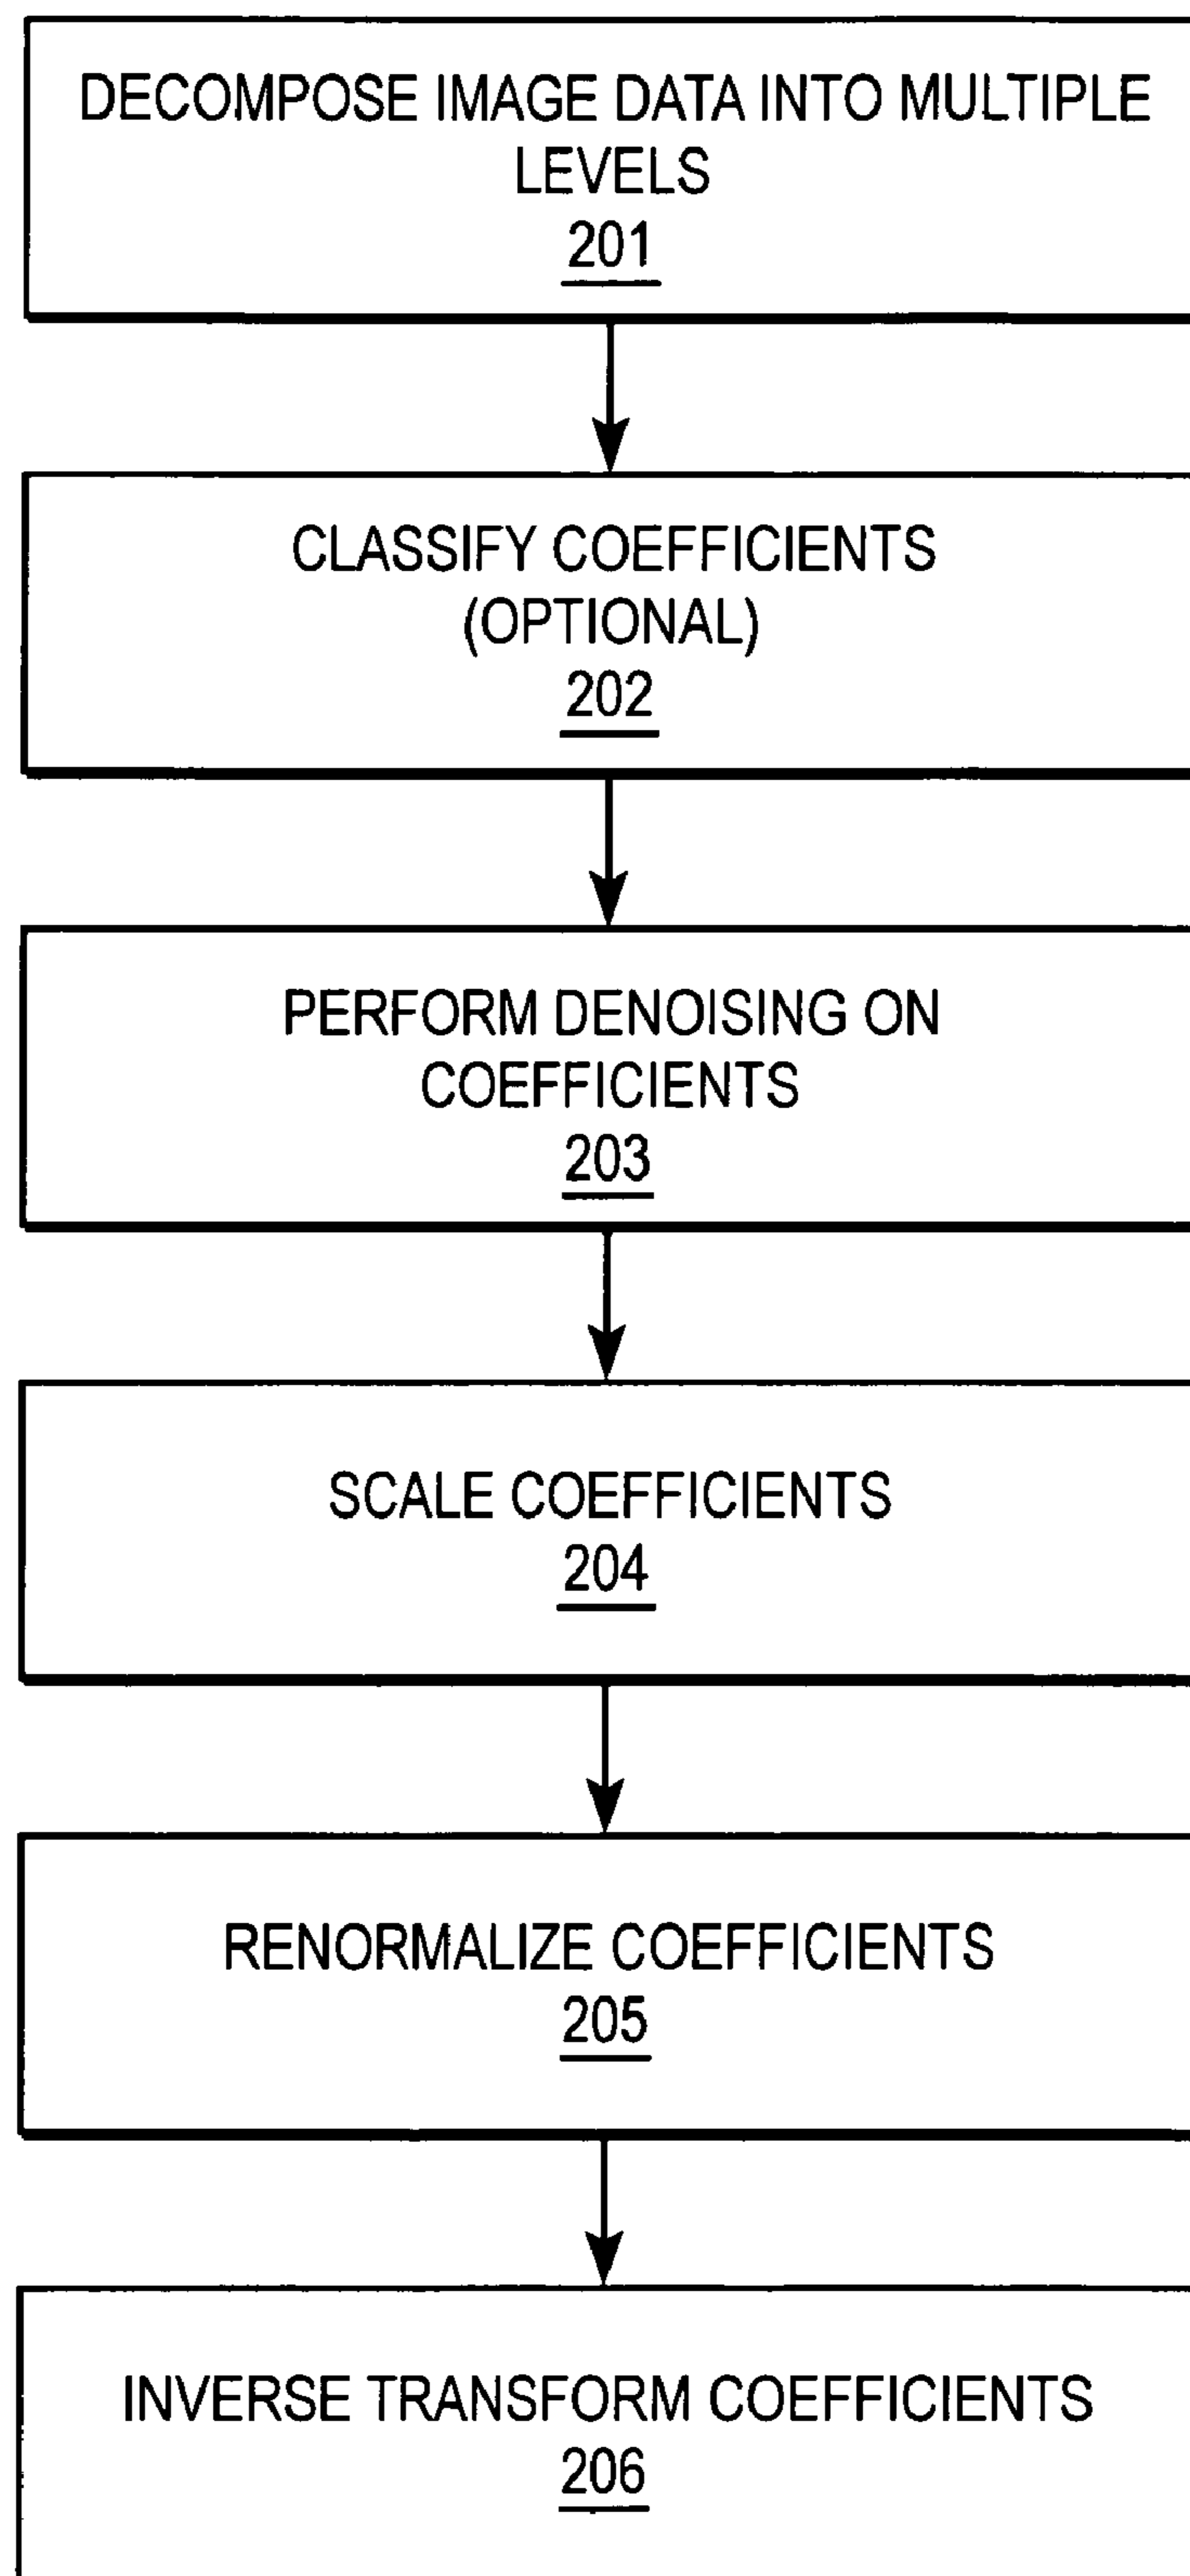 DECOMPOSE IMAGE DATA INTO MULTIPLE
LEVELS
201
CLASSIFY COEFFICIENTS
(OPTIONAL)
202
PERFORM DENOISING ON
COEFFICIENTS
203
SCALE COEFFICIENTS
204
RENORMALIZE COEFFICIENTS
205
INVERSE TRANSFORM COEFFICIENTS
206